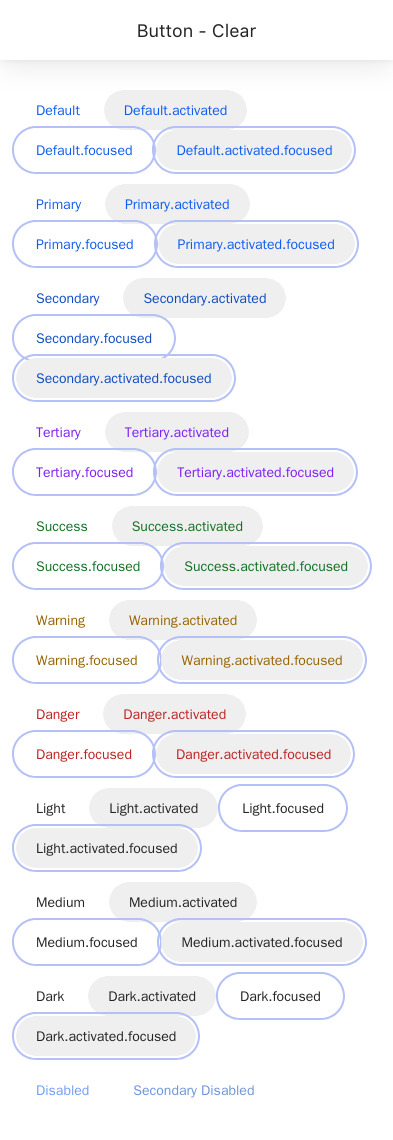 Button - Clear
Default Default.activated
Default.focused Default.activated.focused
Primary Primary.activated
Primary.focused Primary.activated.focused
Secondary Secondary.activated
Secondary.focused
Secondary.activated.focused
Tertiary Tertiary.activated
Tertiary.focused Tertiary.activated.focused
Success Success.activated
Success.focused Success.activated.focused
Warning Warning.activated
Warning.focused Warning.activated.focused
Danger Danger.activated
Danger.focused Danger.activated.focused
Light Light.activated Light.focused
Light.activated.focused
Medium Medium.activated
Medium.focused Medium.activated.focused
Dark Dark.activated Dark.focused
Dark.activated.focused
Disabled Secondary Disabled